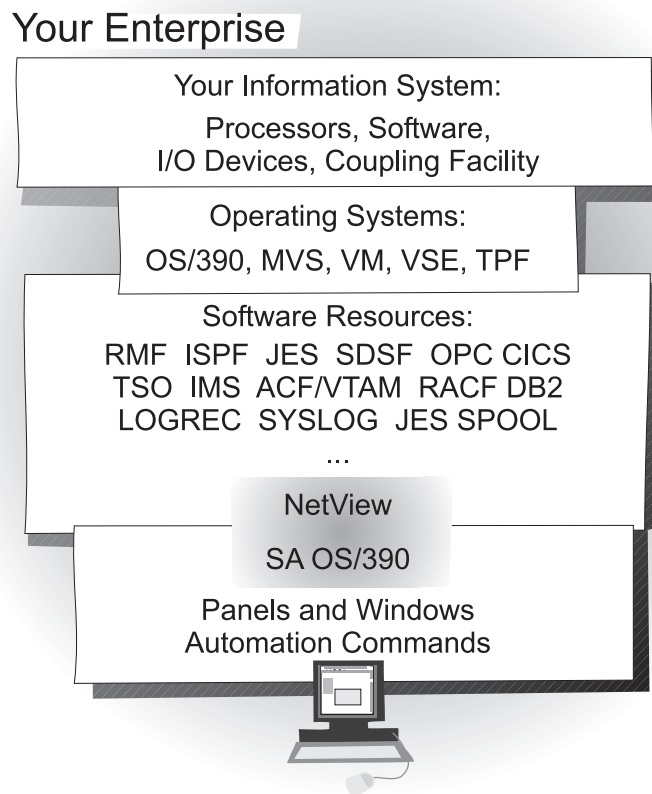 Your Enterprise
Your Information System:
Processors, Software,
I/O Devices, Coupling Facility
Operating Systems:
OS/390, MVS, VM, VSE, TPF
Software Resources:
RMF ISPF JES SDSF OPC CICS
TSO IMS ACF/VTAM RACF DB2
LOGREC SYSLOG JES SPOOL
...
NetView
SA OS/390
Panels and Windows
Automation Commands